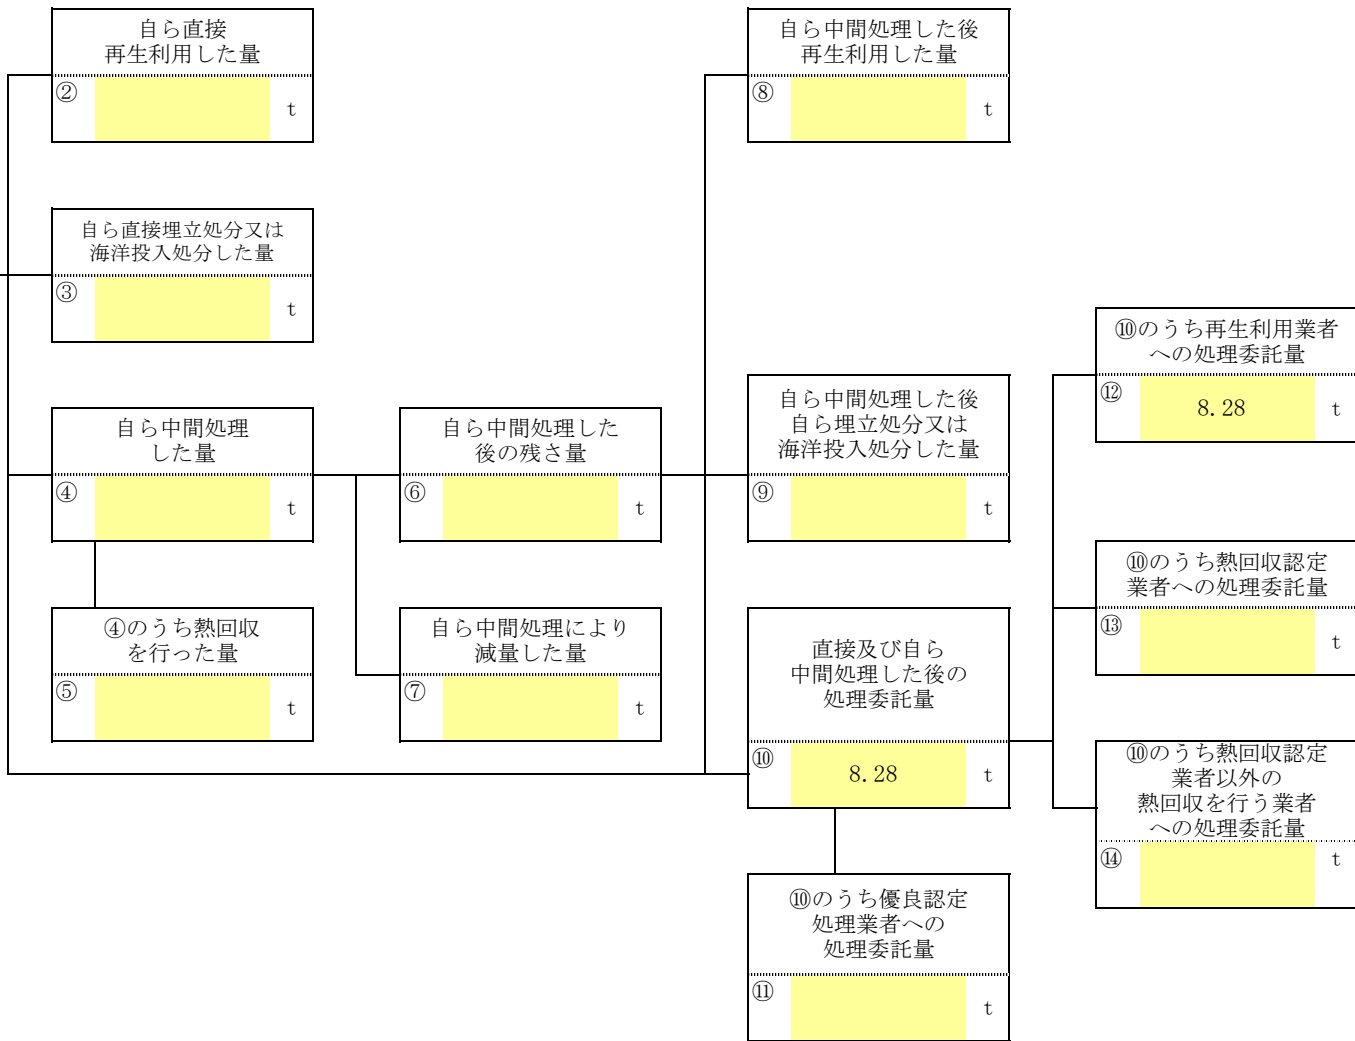 自ら直接
再生利用した量
②
t
自ら中間処理した後
再生利用した量
⑧
t
自ら直接埋立処分又は
海洋投入処分した量
③
t
⑩のうち再生利用業者
への処理委託量
⑫
8.28
t
自ら中間処理
した量
④
t
自ら中間処理した
後の残さ量
⑥
t
自ら中間処理した後
自ら埋立処分又は
海洋投入処分した量
⑨
t
⑩のうち熱回収認定
業者への処理委託量
⑬
t
④のうち熱回収
を行った量
⑤
t
自ら中間処理により
減量した量
⑦
t
直接及び自ら
中間処理した後の
処理委託量
⑩
8.28
t
⑩のうち熱回収認定
業者以外の
熱回収を行う業者
への処理委託量
⑭
t
⑩のうち優良認定
処理業者への
処理委託量
⑪
t